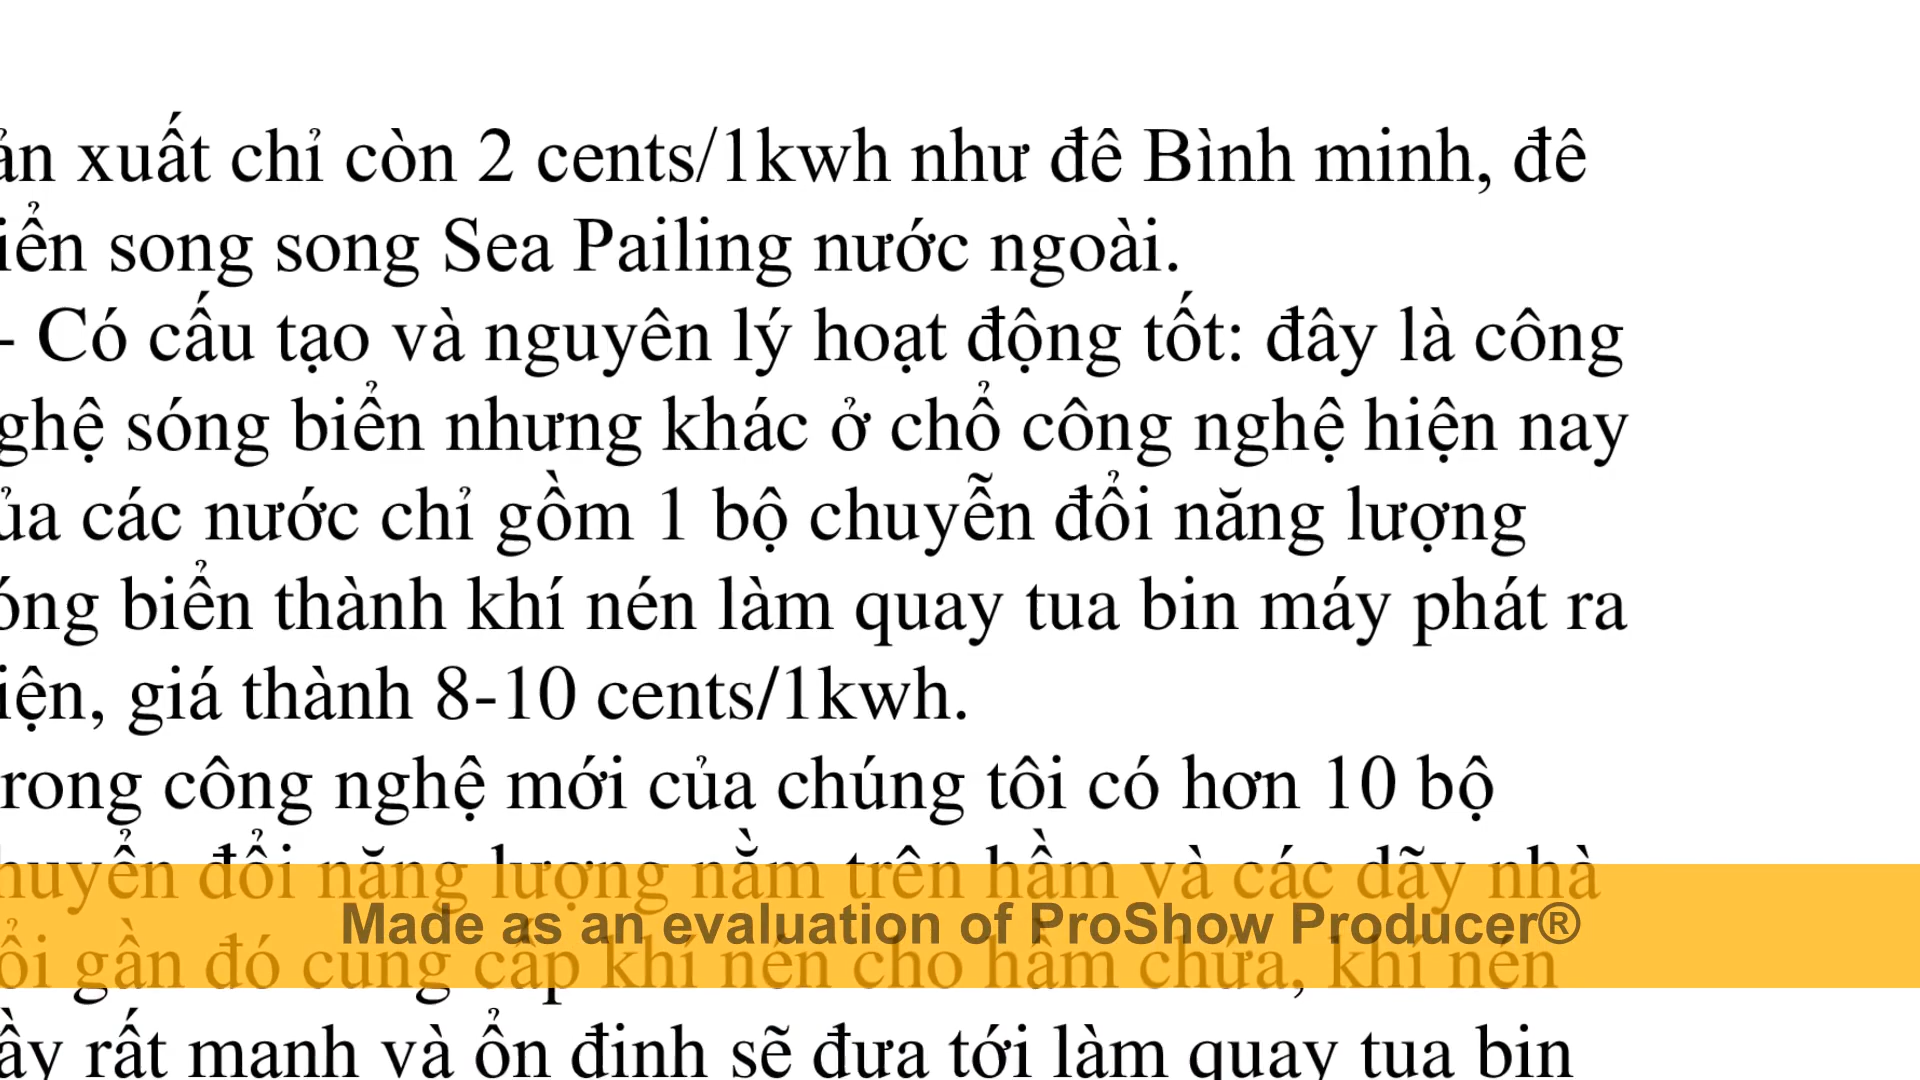 ản xuất chỉ còn 2 cents/1kwh như đê Bình minh, đê
iển song song Sea Pailing nước ngoài.
- Có cấu tạo và nguyên lý hoạt động tốt: đây là công
ghệ sóng biển nhưng khác ở chổ công nghệ hiện nay
ủa các nước chỉ gồm 1 bộ chuyễn đổi năng lượng
óng biển thành khí nén làm quay tua bin máy phát ra
iện, giá thành 8-10 cents/1kwh.
rong công nghệ mới của chúng tôi có hơn 10 bộ
huyển đổi năng lượng nằm trên hầm và các dãy nhà
Made as an evaluation of ProShow Producer®
ổi gần đó cung cấp khí nén cho hầm chứa, khí nén
ầy rất mạnh và ổn định sẽ đưa tới làm quay tua bin